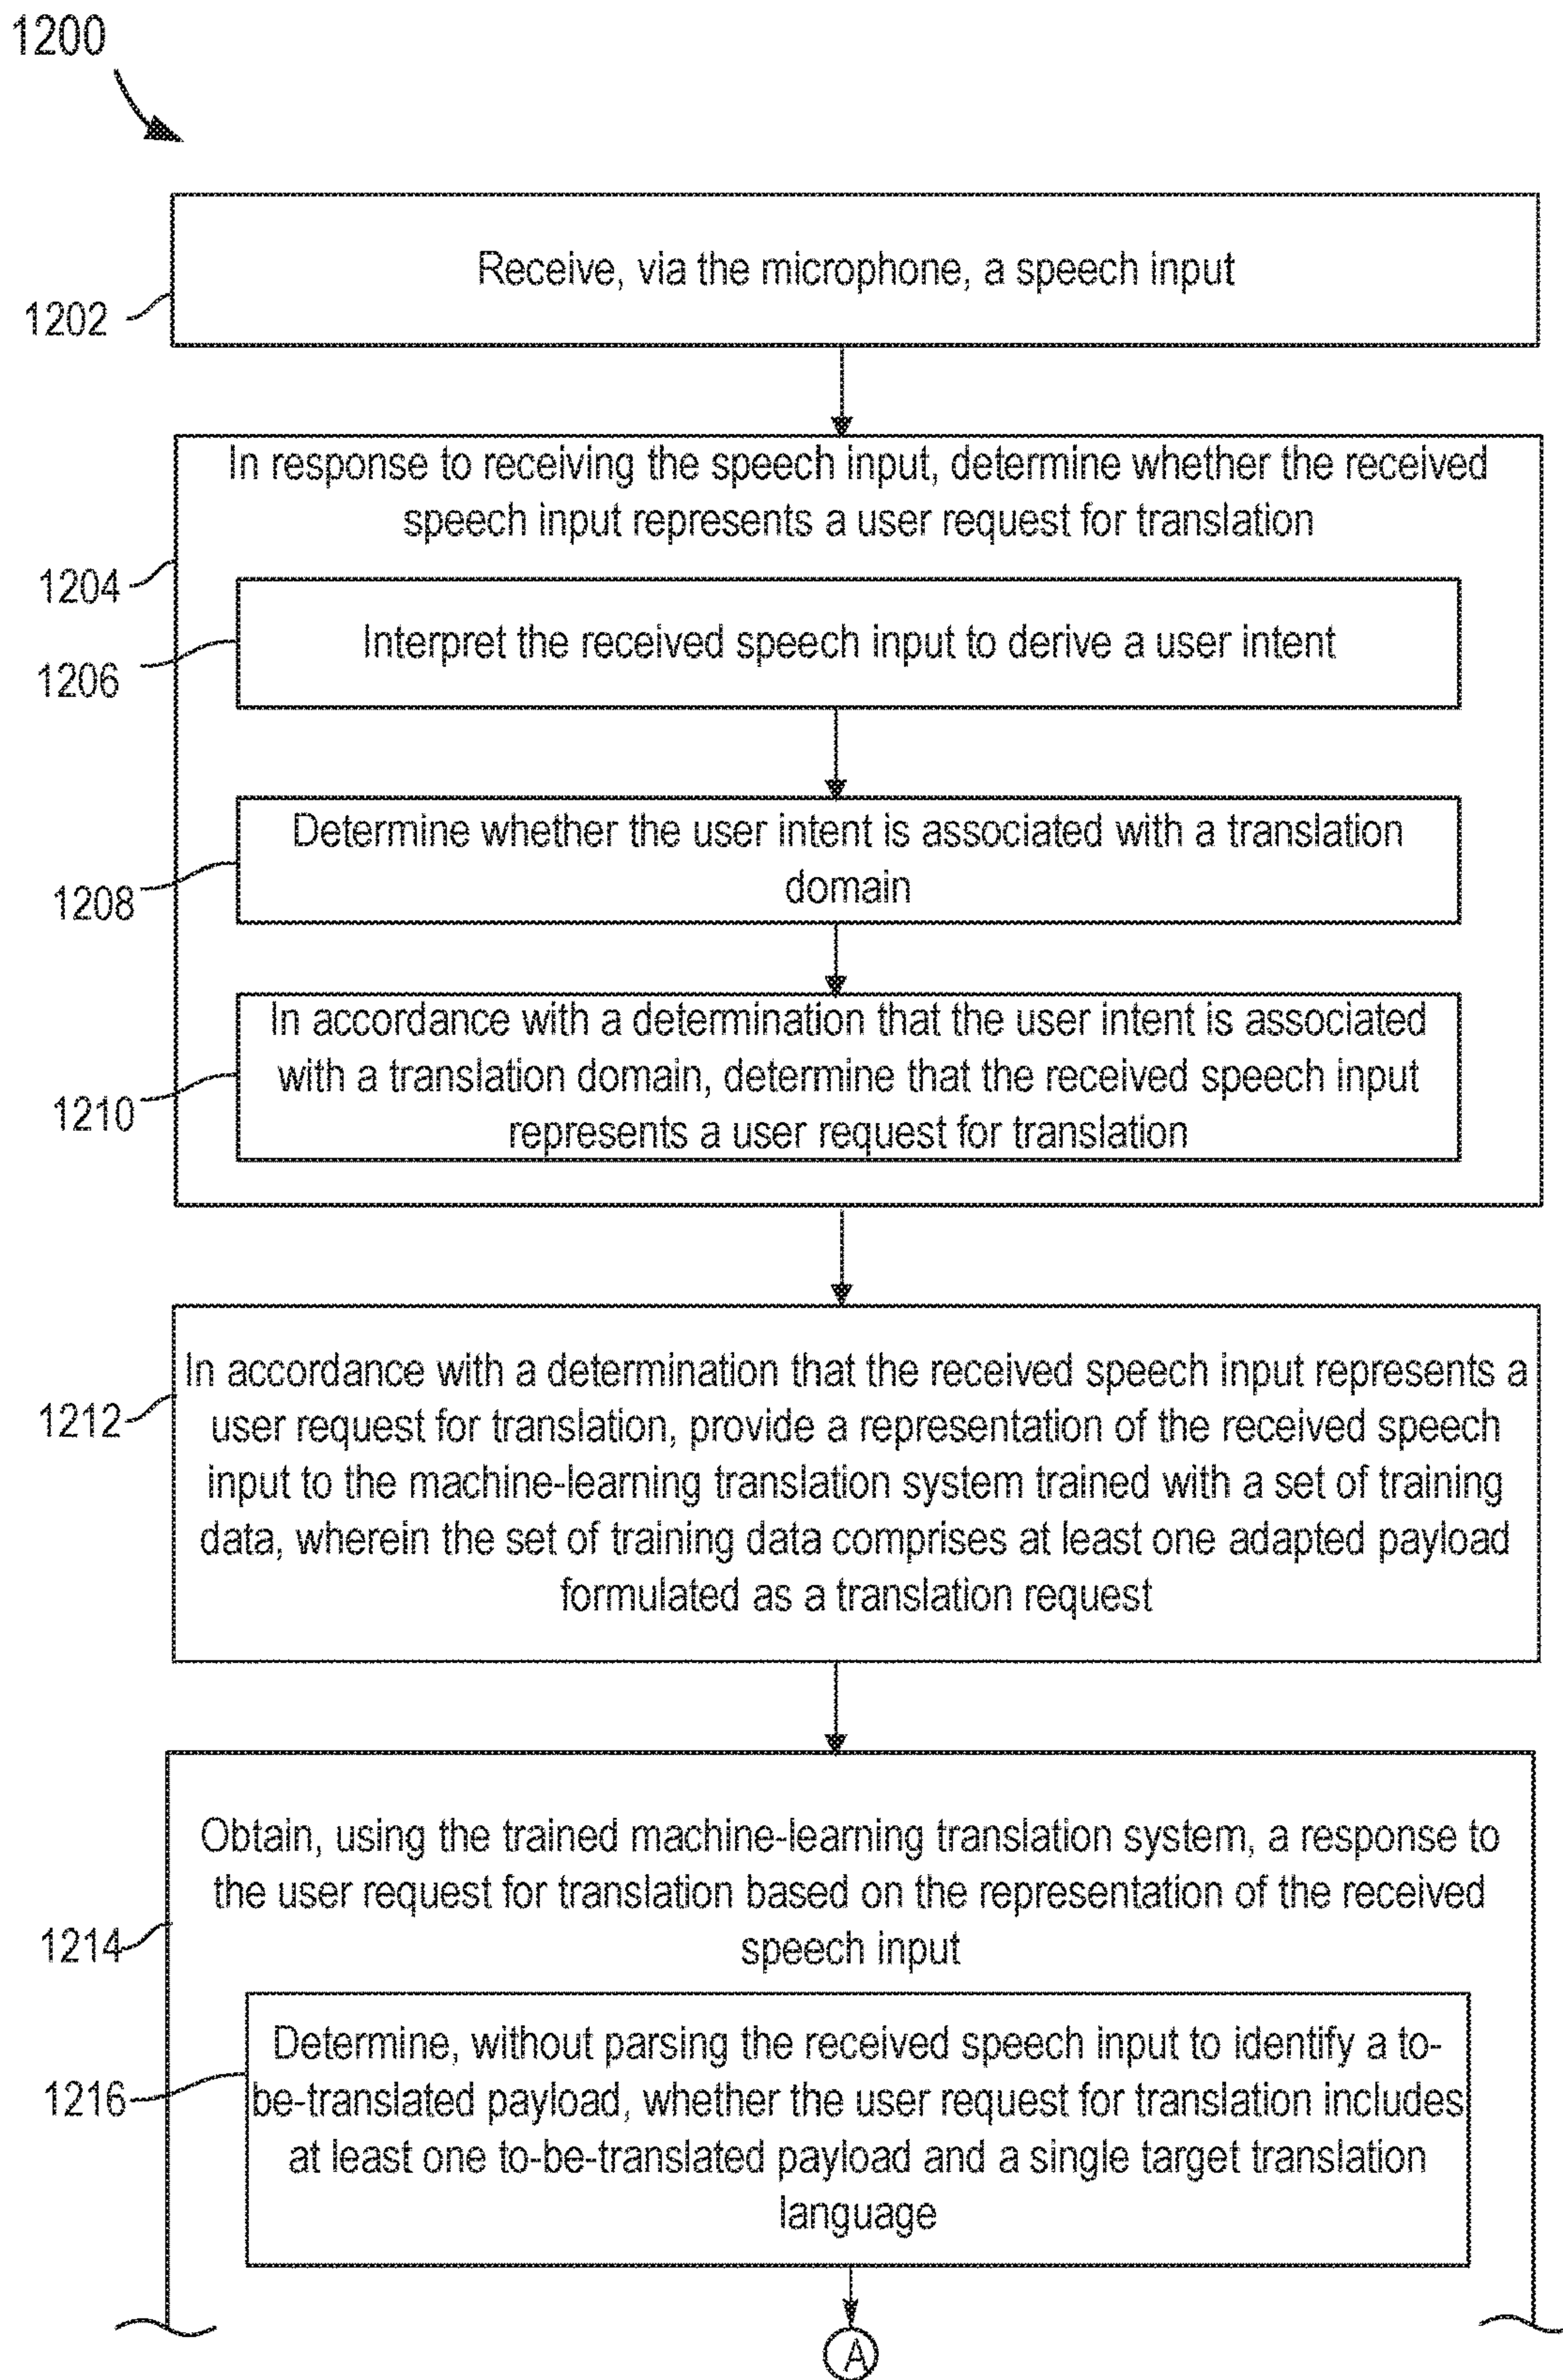 1200
Receive, via the microphone, a speech input
1202
In response to receiving the speech input, determine whether the received
speech input represents a user request for translation
1204
Interpret the received speech input to derive a user intent
1206
Determine whether the user intent is associated with a translation
domain
1208
In accordance with a determination that the user intent is associated
with a translation domain, determine that the received speech input
represents a user request for translation
1210
In accordance with a determination that the received speech input represents a
user request for translation, provide a representation of the received speech
input to the machine-learning translation system trained with a set of training
data, wherein the set of training data comprises at least one adapted payload
formulated as a translation request
1212
Obtain, using the trained machine-learning translation system, a response to
the user request for translation based on the representation of the received
speech input
1214
Determine, without parsing the received speech input to identify a to-
be-translated payload, whether the user request for translation includes
at least one to-be-translated payload and a single target translation
language
1216
A